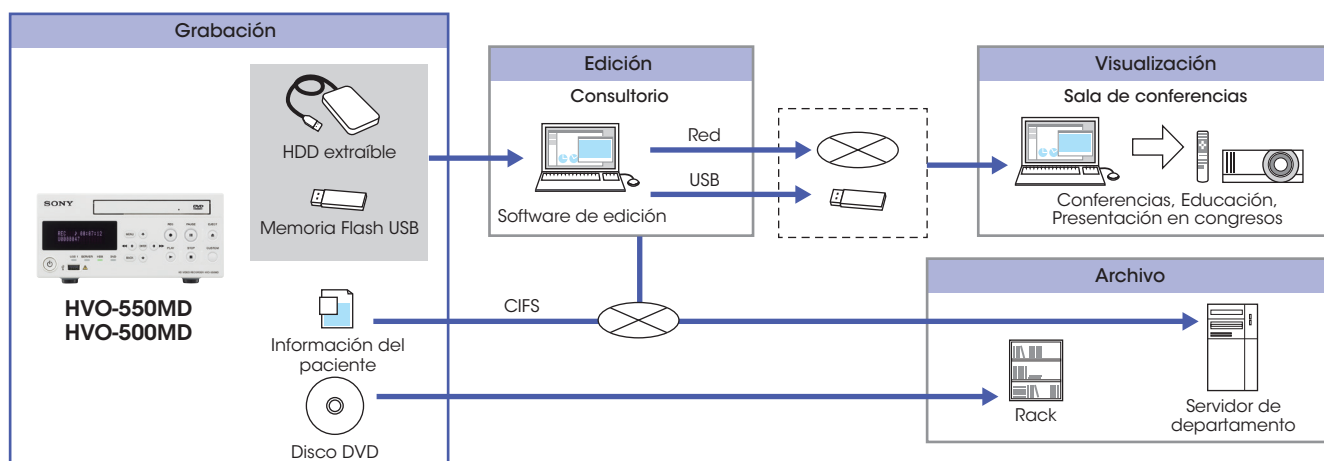 Grabación
HDD extraíble
Memoria Flash USB
SONY
HVO-550MD
HVO-500MD
Información del
paciente
Disco DVD
Edición
Consultorio
Software de edición
Red
USB
CIFS
Visualización
Sala de conferencias
Conferencias, Educación,
Presentación en congresos
Archivo
Rack
Servidor de
departamento